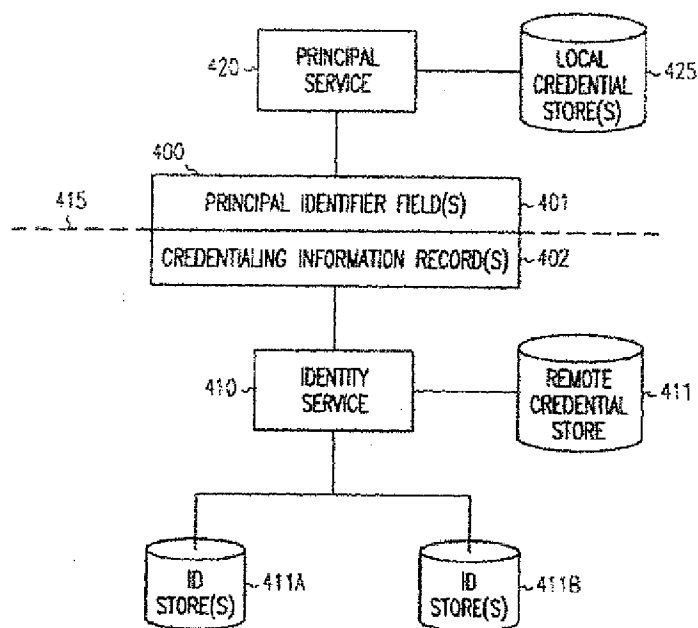 420
PRINCIPAL
SERVICE
LOCAL
CREDENTIAL
STORE(S)
425
400
415
PRINCIPAL IDENTIFIER FIELD(S)
401
CREDENTIALING INFORMATION RECORD(S)
402
410
IDENTITY
SERVICE
REMOTE
CREDENTIAL
STORE
411
ID
STORE(S)
411A
ID
STORE(S)
411B